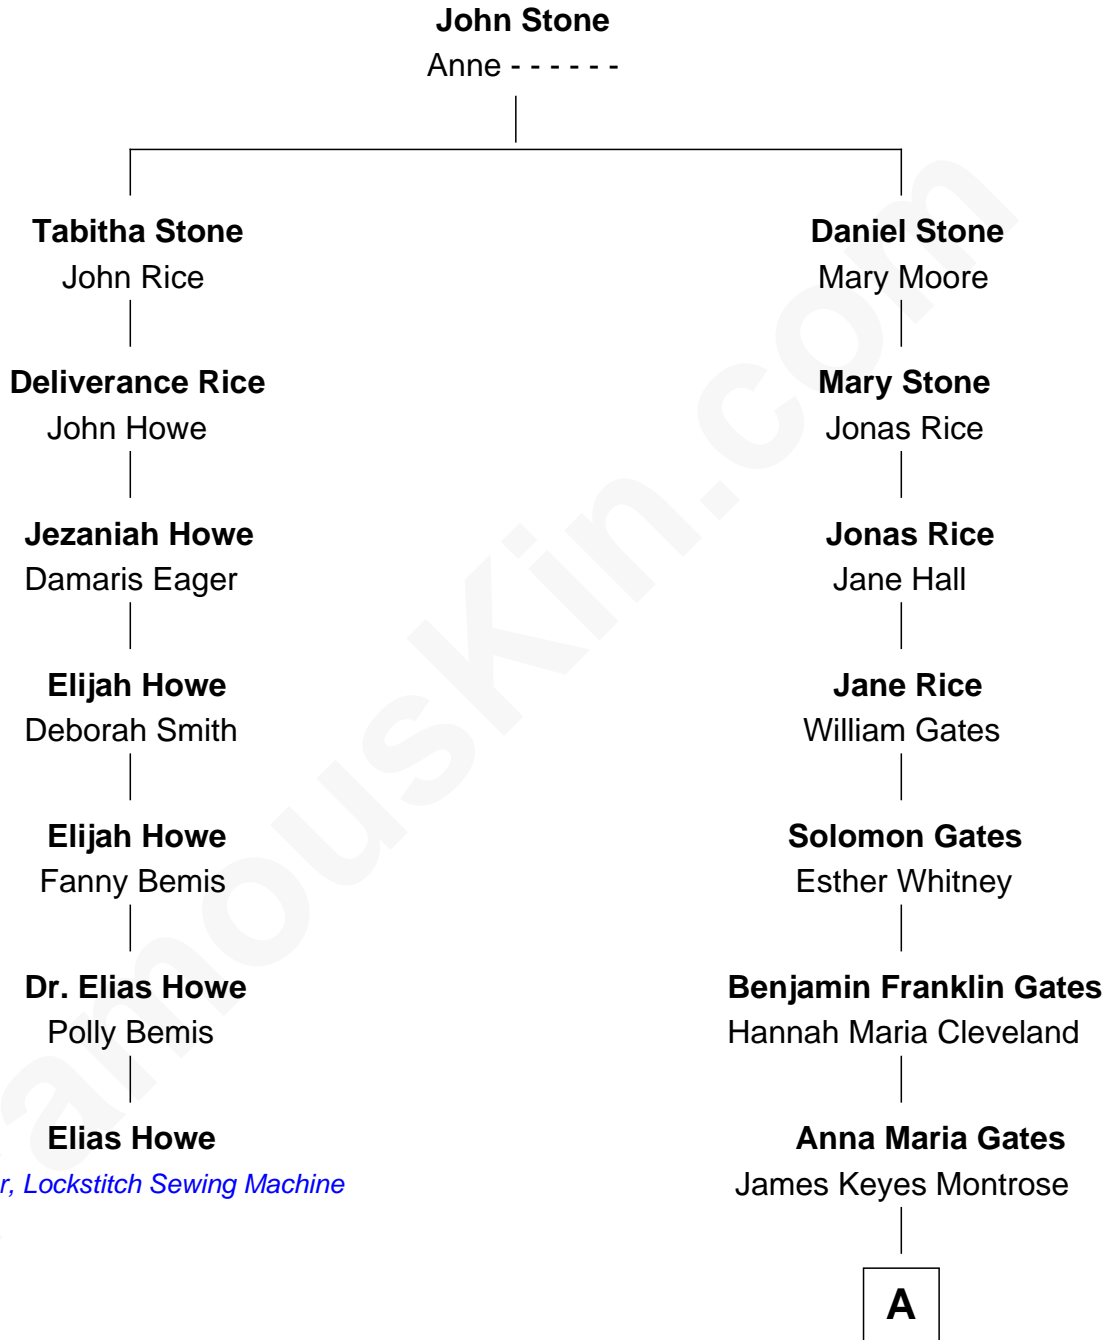 John Stone
Anne - - - - - -
Tabitha Stone
John Rice
Daniel Stone
Mary Moore
Deliverance Rice
John Howe
Mary Stone
Jonas Rice
Jezaniah Howe
Damaris Eager
Jonas Rice
Jane Hall
Elijah Howe
Deborah Smith
Jane Rice
William Gates
Elijah Howe
Fanny Bemis
Solomon Gates
Esther Whitney
Dr. Elias Howe
Polly Bemis
Benjamin Franklin Gates
Hannah Maria Cleveland
Elias Howe
r, Lockstitch Sewing Machine
Anna Maria Gates
James Keyes Montrose
A
amousKin.com